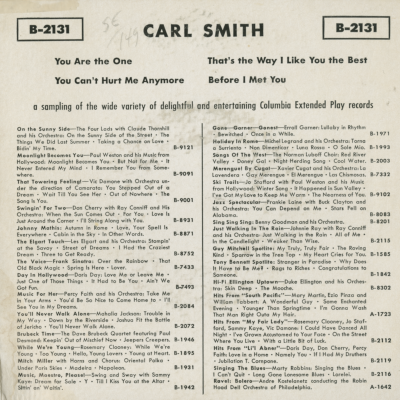 B-2131
CARL SMITH
B-2131
You are the One
That's the Way I Like You the Best
You Can't Hurt Me Anymore
Before I Met You
a sampling of the wide variety of delightful and entertaining Columbia Extended Play records
On the Sunny Side—The Four Lads with Claude Thornhill
and his Orchestra: On the Sunny Side of the Street · The
Things We Did Last Summer · Taking a Chance on Love ·
Bidin' My Time. B-9121
Moonlight Becomes You—Paul Weston and his Music from
Hollywood: Moonlight Becomes You · But Not for Me · It
Never Entered My Mind · I Remember You from Some-
where. B-9091
That Towering Feeling—Vic Damone with Orchestra un-
der the direction of Camarata: You Stepped Out of a
Dream · Wait Till You See Her · Out of Nowhere · The
Song Is You. B-9001
Swingin' For Two—Don Cherry with Ray Conniff and His
Orchestra: When the Sun Comes Out · For You · Love Is
Just Around the Corner · I'll String Along with You. B-8931
Johnny Mathis: Autumn in Rome · Love, Your Spell Is
Everywhere · Cabin in the Sky · In Other Words. B-8871
The Elgart Touch—Les Elgart and his Orchestra: Stompin'
at the Savoy · Street of Dreams · I Had the Craziest
Dream · Three to Get Ready. B-8752
The Voice—Frank Sinatra: Over the Rainbow · That
Old Black Magic · Spring Is Here · Lover. B-7433
Day in Hollywood—Doris Day: Love Me or Leave Me ·
Just One of Those Things · It Had to Be You · Ain't We
Got Fun. B-7493
Music For Her—Percy Faith and his Orchestra: Take Me
in Your Arms · You'd Be So Nice to Come Home To · I'll
See You in My Dreams. B-2084
You'll Never Walk Alone—Mahalia Jackson: Trouble in
My Way · Down by the Riverside · Joshua Fit the Battle
of Jericho · You'll Never Walk Alone. B-2072
Brubeck Time—The Dave Brubeck Quartet featuring Paul
Desmond: Keepin' Out of Mischief Now · Jeepers Creepers. B-1946
While We're Young—Rosemary Clooney: While We're
Young · Too Young · Hello, Young Lovers · Young at Heart. B-1895
Mitch Miller with Horns and Chorus: Oriental Polka ·
Under Paris Skies · Madeira · Napoleon. B-1931
Music, Maestro, Please!—Swing and Sway with Sammy
Kaye: Dream for Sale · Y · Till I Kiss You at the Altar ·
Sittin' an' Waitin'. B-1942
Gone—Garner—Gonest!—Erroll Garner: Lullaby in Rhythm
· Bewitched · Once in a While. B-1971
Holiday in Rome—Michel Legrand and his Orchestra: Torna
a Surriento · Non Dimenticar · Luna Rossa · O Sole Mio. B-1993
Songs Of The West—The Norman Luboff Choir: Red River
Valley · Doney Gal · Night Herding Song · Cool Water. B-2003
Merengue! By Cugat!—Xavier Cugat and his Orchestra: La
Lavandera · Guy Merengue · El Merengue · Los Chismosos. B-7332
Ski Trails—Jo Stafford with Paul Weston and his Music
from Hollywood: Winter Song · It Happened in Sun Valley ·
I've Got My Love to Keep Me Warm · The Nearness of You. B-9102
Jazz Spectacular—Frankie Laine with Buck Clayton and
his Orchestra: You Can Depend on Me · Stars Fell on
Alabama. B-8083
Sing Sing Sing: Benny Goodman and his Orchestra. B-8201
Just Walking In The Rain—Johnnie Ray with Ray Conniff
and his Orchestra: Just Walking in the Rain · All of Me ·
In the Candlelight · Weaker Than Wise. B-2115
Guy Mitchell Spotlite: My Truly, Truly Fair · The Roving
Kind · Sparrow in the Tree Top · My Heart Cries for You. B-1585
Tony Bennett Spotlite: Stranger in Paradise · Why Does
It Have to Be Me? · Rags to Riches · Congratulations to
Someone. B-1842
Hi-Fi Ellington Uptown—Duke Ellington and his Orches-
tra: Skin Deep · The Mooche. B-8302
Hits From "South Pacific"—Mary Martin, Ezio Pinza and
William Tabbert: A Wonderful Guy · Some Enchanted
Evening · Younger Than Springtime · I'm Gonna Wash
That Man Right Outa My Hair. A-1723
Hits From "My Fair Lady"—Rosemary Clooney, Jo Staf-
ford, Sammy Kaye, Vic Damone: I Could Have Danced All
Night · I've Grown Accustomed to Your Face · On the Street
Where You Live · With a Little Bit of Luck. B-2112
Hits From "Li'l Abner"—Doris Day, Don Cherry, Percy
Faith: Love in a Home · Namely You · If I Had My Druthers
· Jubilation T. Cornpone. B-2119
Singing The Blues—Marty Robbins: Singing the Blues ·
I Can't Quit · Long Gone Lonesome Blues · Lorelei. B-2116
Ravel: Bolero—Andre Kostelanetz conducting the Robin
Hood Dell Orchestra of Philadelphia. A-1642